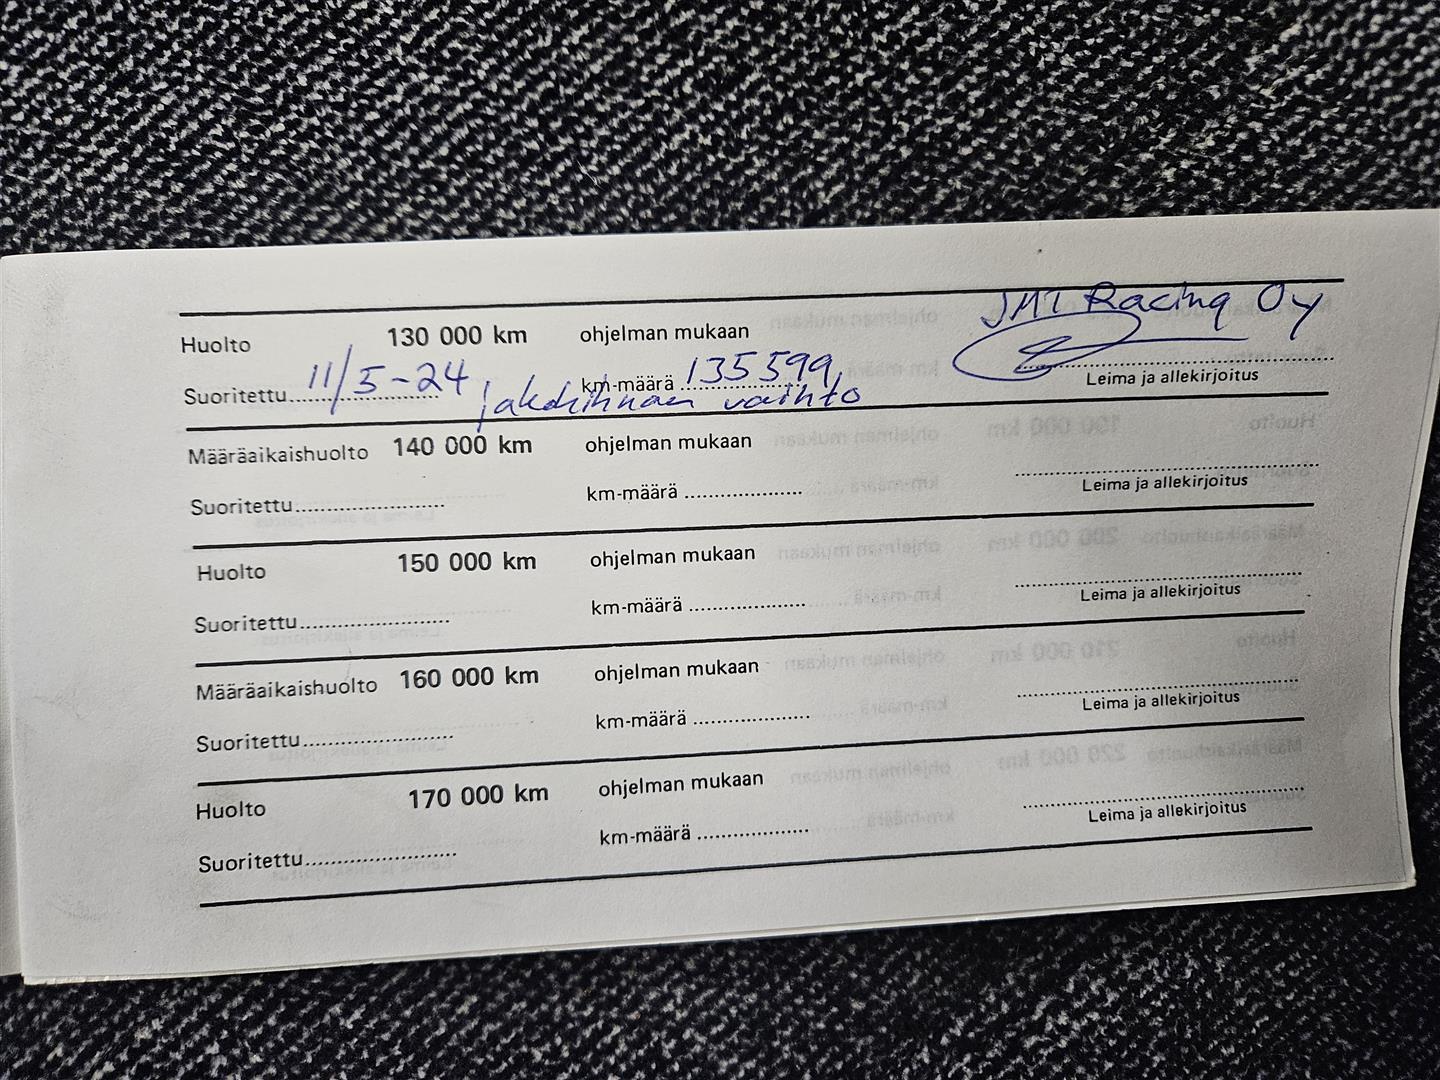 JMT Racing Oy
Huolto 130 000 km ohjelman mukaan
Suoritettu 11/5-24 km-määrä 135599, Leima ja allekirjoitus
jakohihnan vaihto
Määräaikaishuolto 140 000 km ohjelman mukaan
Suoritettu........................ km-määrä .................... Leima ja allekirjoitus
Huolto 150 000 km ohjelman mukaan
Suoritettu........................ km-määrä .................... Leima ja allekirjoitus
Määräaikaishuolto 160 000 km ohjelman mukaan
Suoritettu........................ km-määrä .................... Leima ja allekirjoitus
Huolto 170 000 km ohjelman mukaan
Suoritettu........................ km-määrä .................... Leima ja allekirjoitus